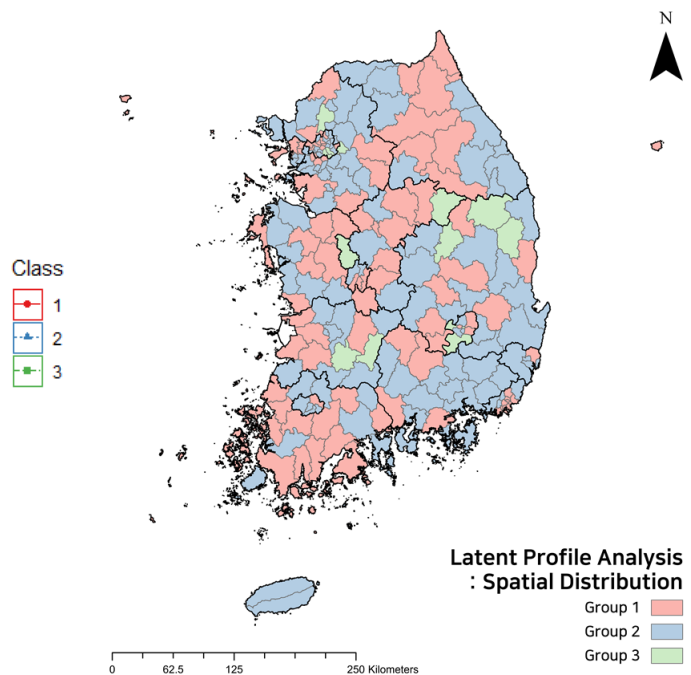 N
Class
1
2
3
Latent Profile Analysis
: Spatial Distribution
Group 1
Group 2
Group 3
0 62.5 125 250 Kilometers